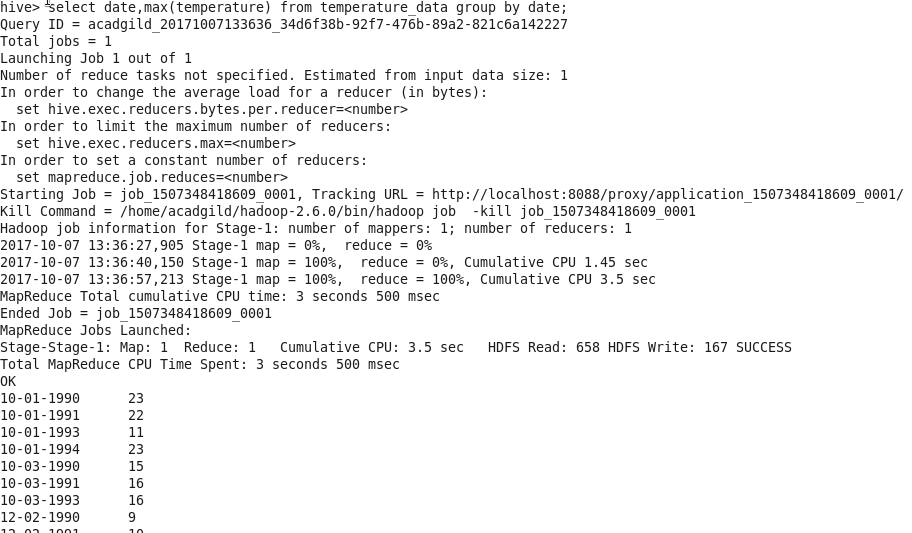 hive> select date,max(temperature) from temperature_data group by date;
Query ID = acadgild_20171007133636_34d6f38b-92f7-476b-89a2-821c6a142227
Total jobs = 1
Launching Job 1 out of 1
Number of reduce tasks not specified. Estimated from input data size: 1
In order to change the average load for a reducer (in bytes):
  set hive.exec.reducers.bytes.per.reducer=<number>
In order to limit the maximum number of reducers:
  set hive.exec.reducers.max=<number>
In order to set a constant number of reducers:
  set mapreduce.job.reduces=<number>
Starting Job = job_1507348418609_0001, Tracking URL = http://localhost:8088/proxy/application_1507348418609_0001/
Kill Command = /home/acadgild/hadoop-2.6.0/bin/hadoop job  -kill job_1507348418609_0001
Hadoop job information for Stage-1: number of mappers: 1; number of reducers: 1
2017-10-07 13:36:27,905 Stage-1 map = 0%,  reduce = 0%
2017-10-07 13:36:40,150 Stage-1 map = 100%,  reduce = 0%, Cumulative CPU 1.45 sec
2017-10-07 13:36:57,213 Stage-1 map = 100%,  reduce = 100%, Cumulative CPU 3.5 sec
MapReduce Total cumulative CPU time: 3 seconds 500 msec
Ended Job = job_1507348418609_0001
MapReduce Jobs Launched:
Stage-Stage-1: Map: 1  Reduce: 1   Cumulative CPU: 3.5 sec   HDFS Read: 658 HDFS Write: 167 SUCCESS
Total MapReduce CPU Time Spent: 3 seconds 500 msec
OK
10-01-1990      23
10-01-1991      22
10-01-1993      11
10-01-1994      23
10-03-1990      15
10-03-1991      16
10-03-1993      16
12-02-1990      9